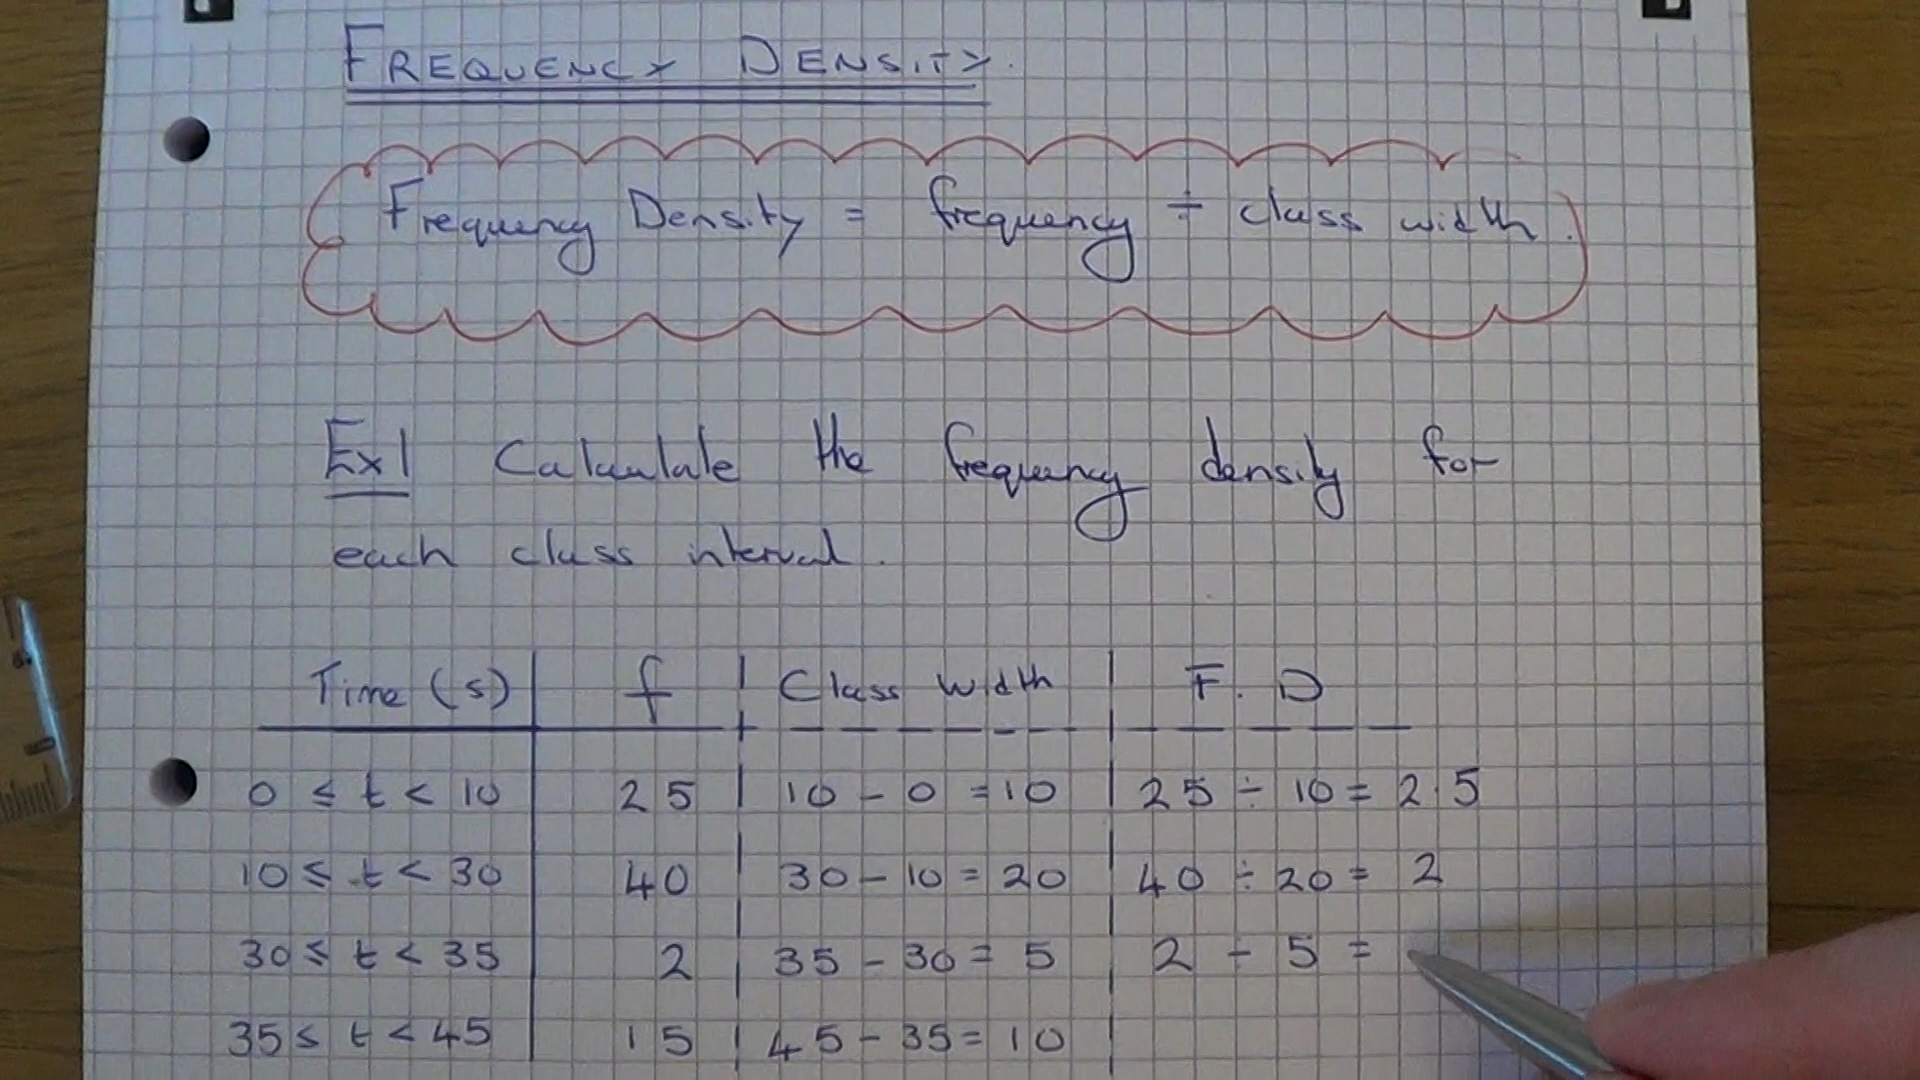 FREQUENCY DENSITY.
Frequency Density = frequency ÷ class width.
Ex1 Calculate the frequency density for
each class interval.
Time (s) f Class Width F.D
0 ≤ t < 10 25 10 - 0 = 10 25 ÷ 10 = 2.5
10 ≤ t < 30 40 30 - 10 = 20 40 ÷ 20 = 2
30 ≤ t < 35 2 35 - 30 = 5 2 ÷ 5 =
35 ≤ t < 45 15 45 - 35 = 10